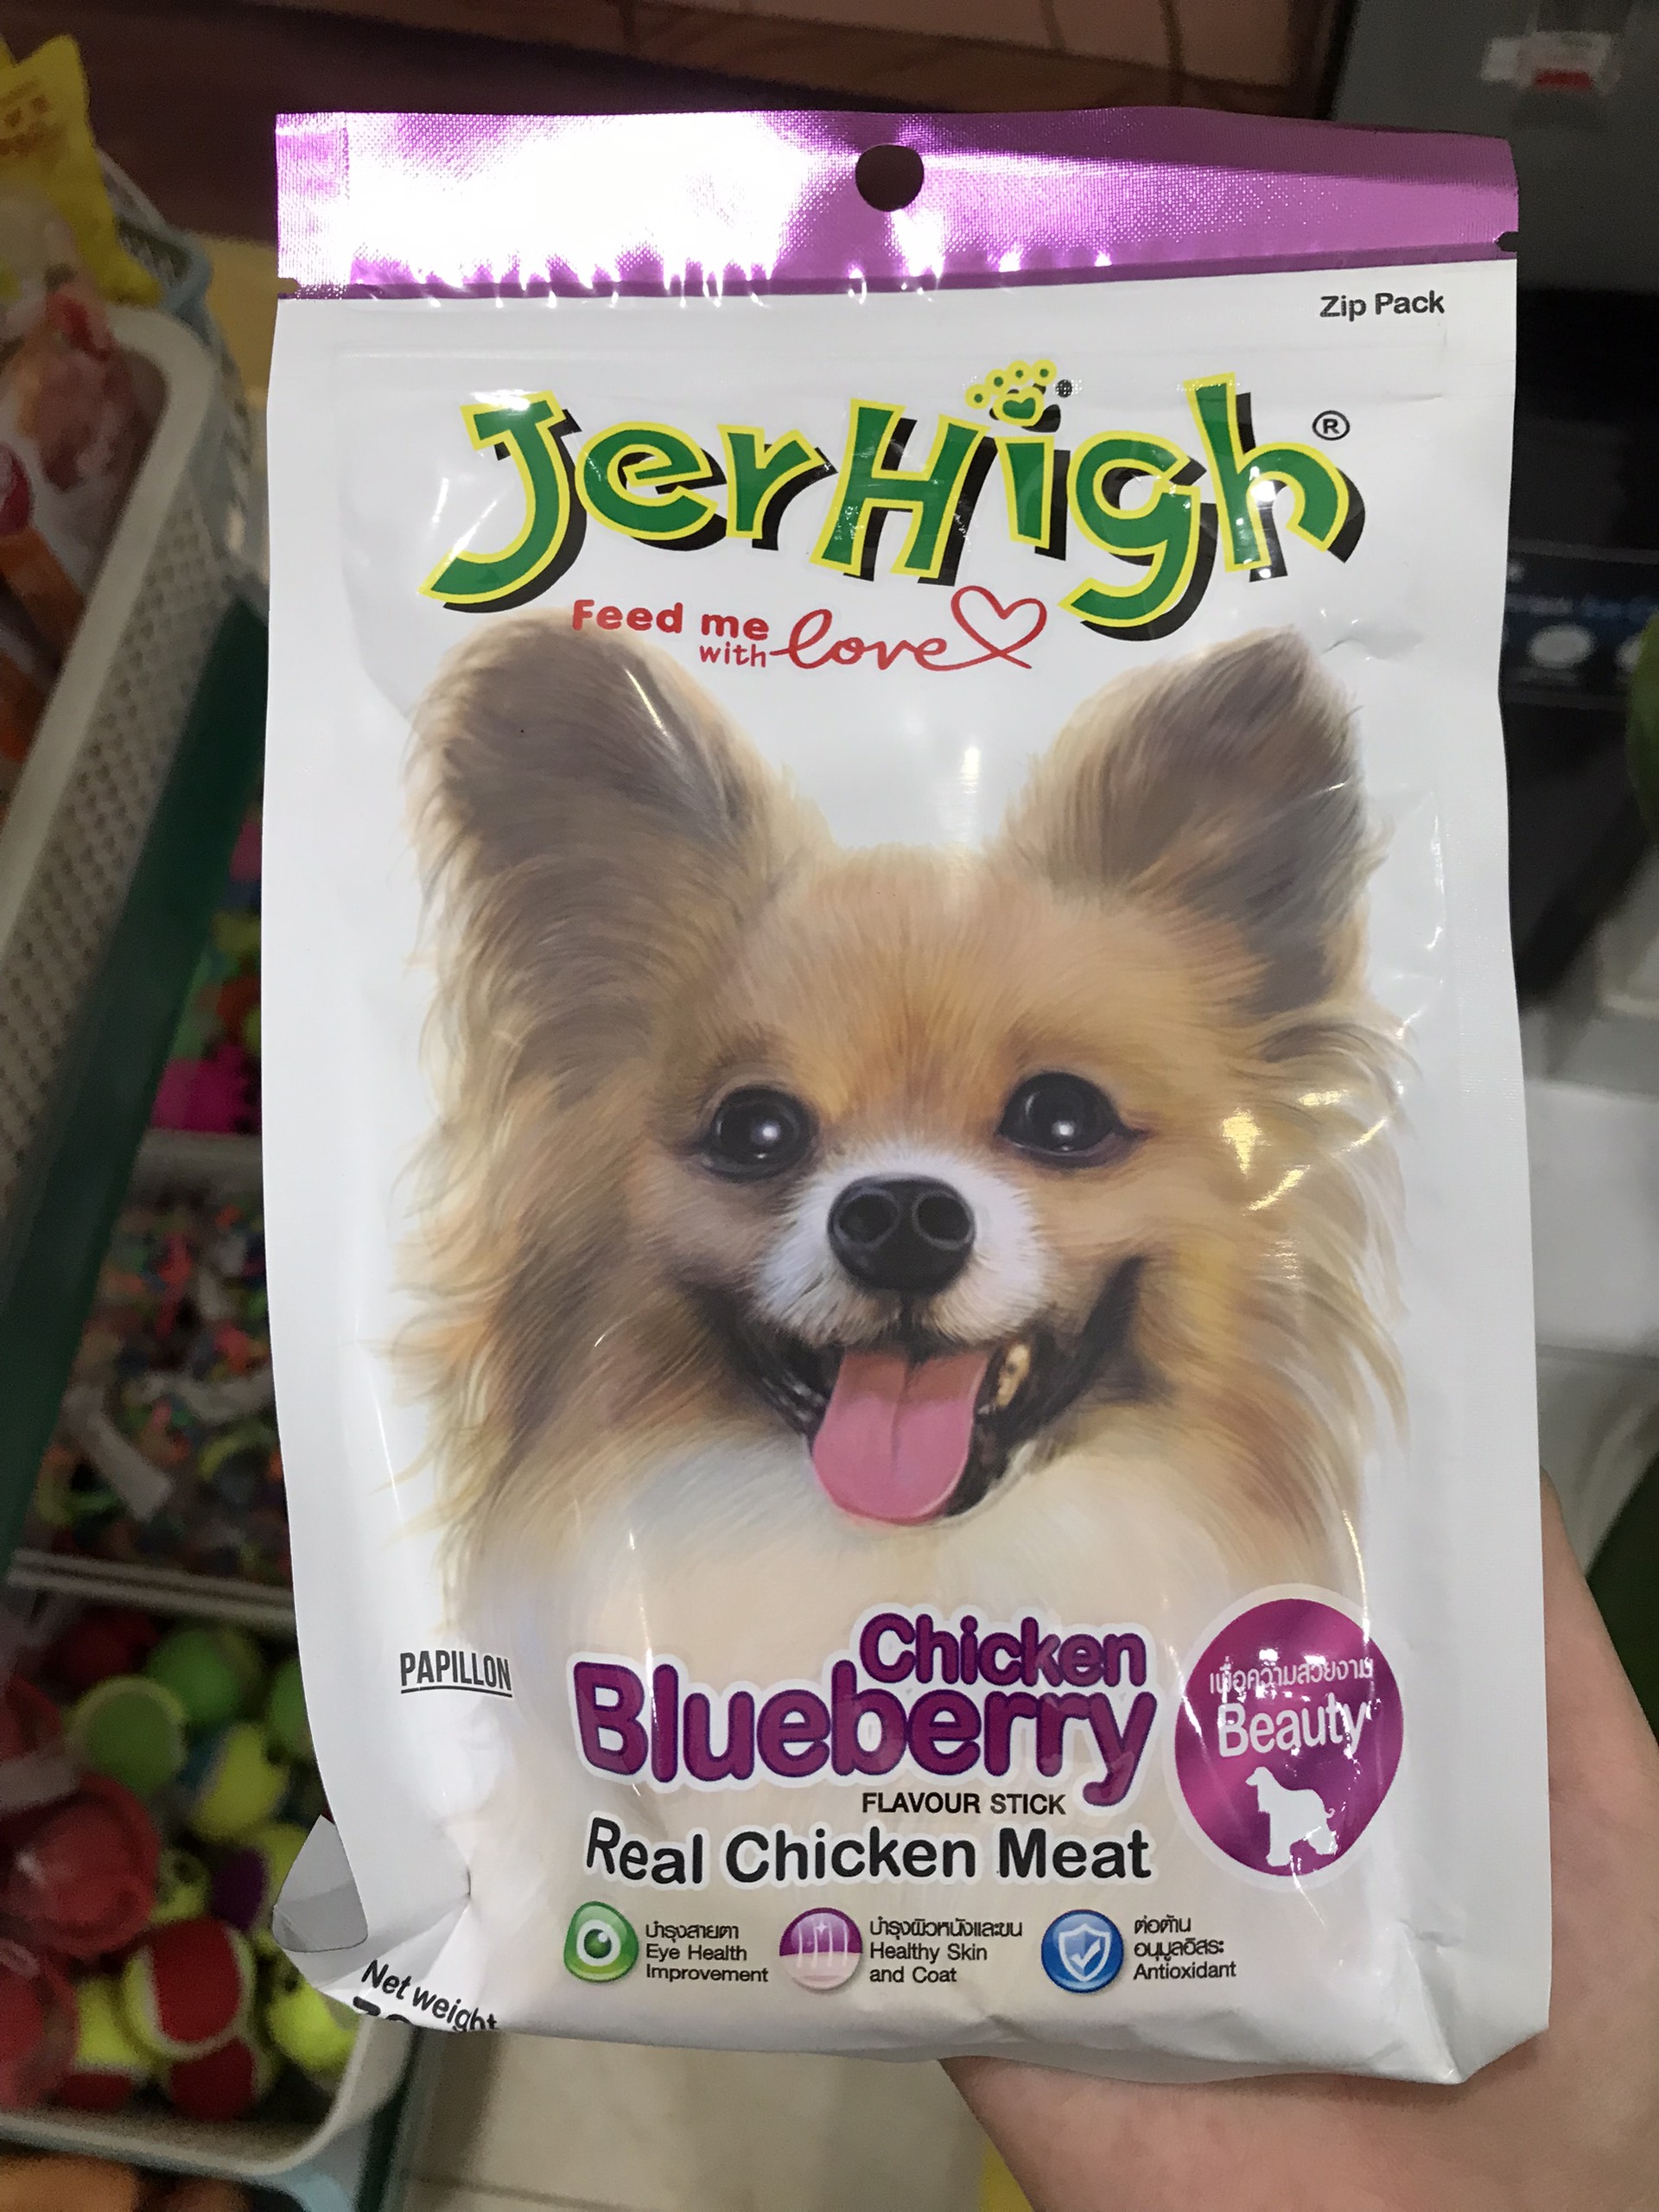 Zip Pack
JerHigh®
Feed me
with love
PAPILLON
Chicken
Blueberry
FLAVOUR STICK
Real Chicken Meat
เพื่อความสวยงาม
Beauty
บำรุงสายตา
Eye Health
Improvement
บำรุงผิวหนังและขน
Healthy Skin
and Coat
ต่อต้าน
อนุมูลอิสระ
Antioxidant
Net weight